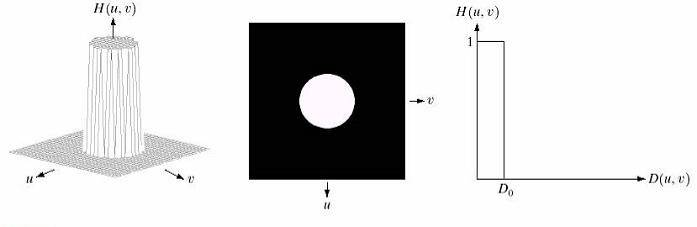 H(u, v)
u
v
v
u
H(u, v)
1
D₀
D(u, v)